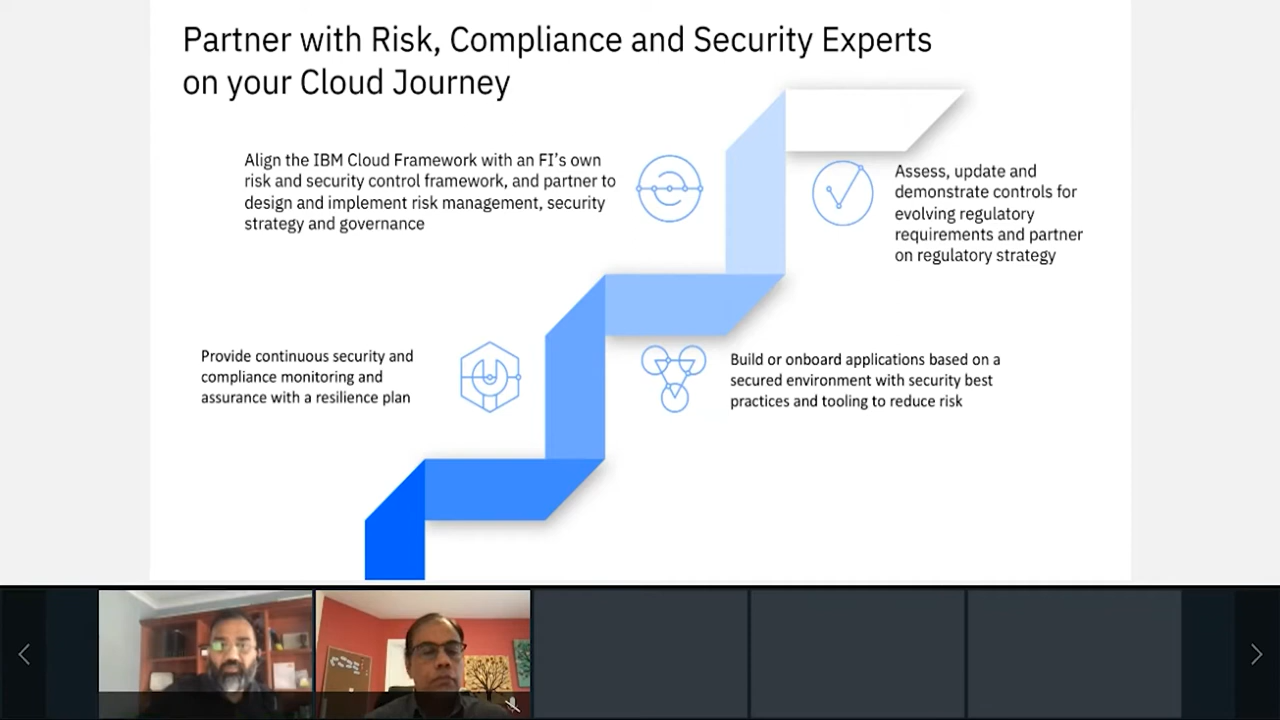 Partner with Risk, Compliance and Security Experts
on your Cloud Journey
Align the IBM Cloud Framework with an FI's own
risk and security control framework, and partner to
design and implement risk management, security
strategy and governance
Assess, update and
demonstrate controls for
evolving regulatory
requirements and partner
on regulatory strategy
Provide continuous security and
compliance monitoring and
assurance with a resilience plan
Build or onboard applications based on a
secured environment with security best
practices and tooling to reduce risk